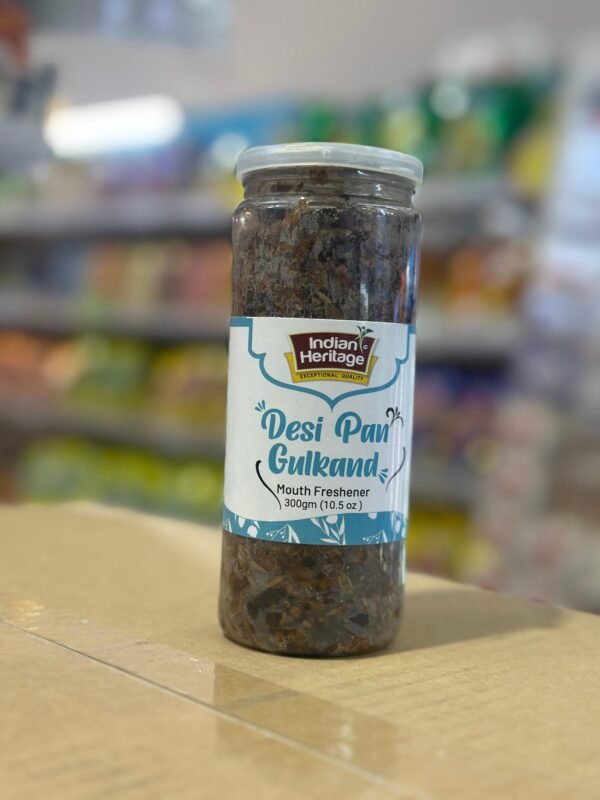 Indian
Heritage
EXCEPTIONAL QUALITY
Desi Pan
Gulkand
Mouth Freshener
300gm (10.5 oz )